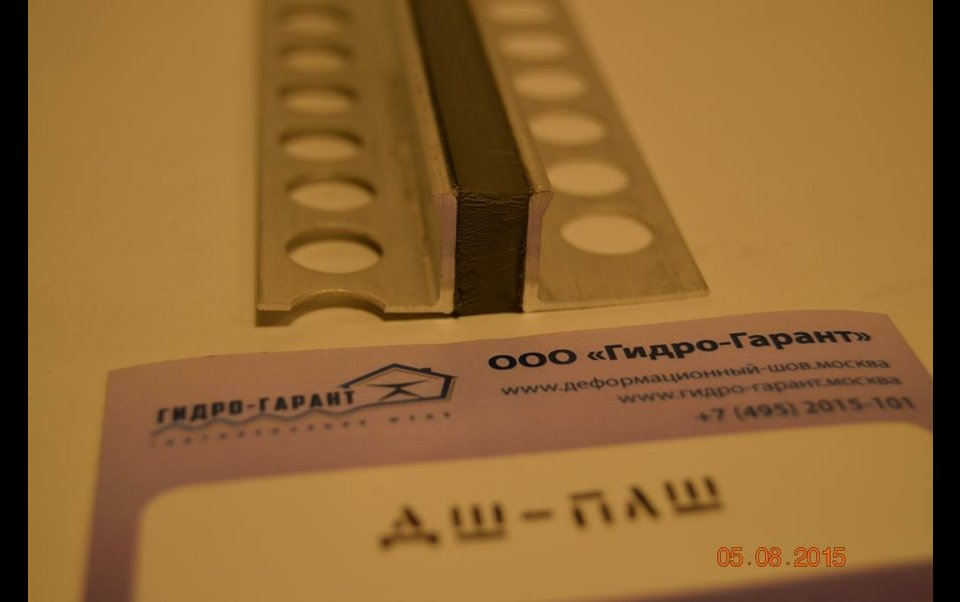 ООО «Гидро-Гарант»
www.деформационный-шов.москва
www.гидро-гарант.москва
+7 (495) 2015-101
ГИДРО-ГАРАНТ
ДШ-ПЛШ
05.08.2015